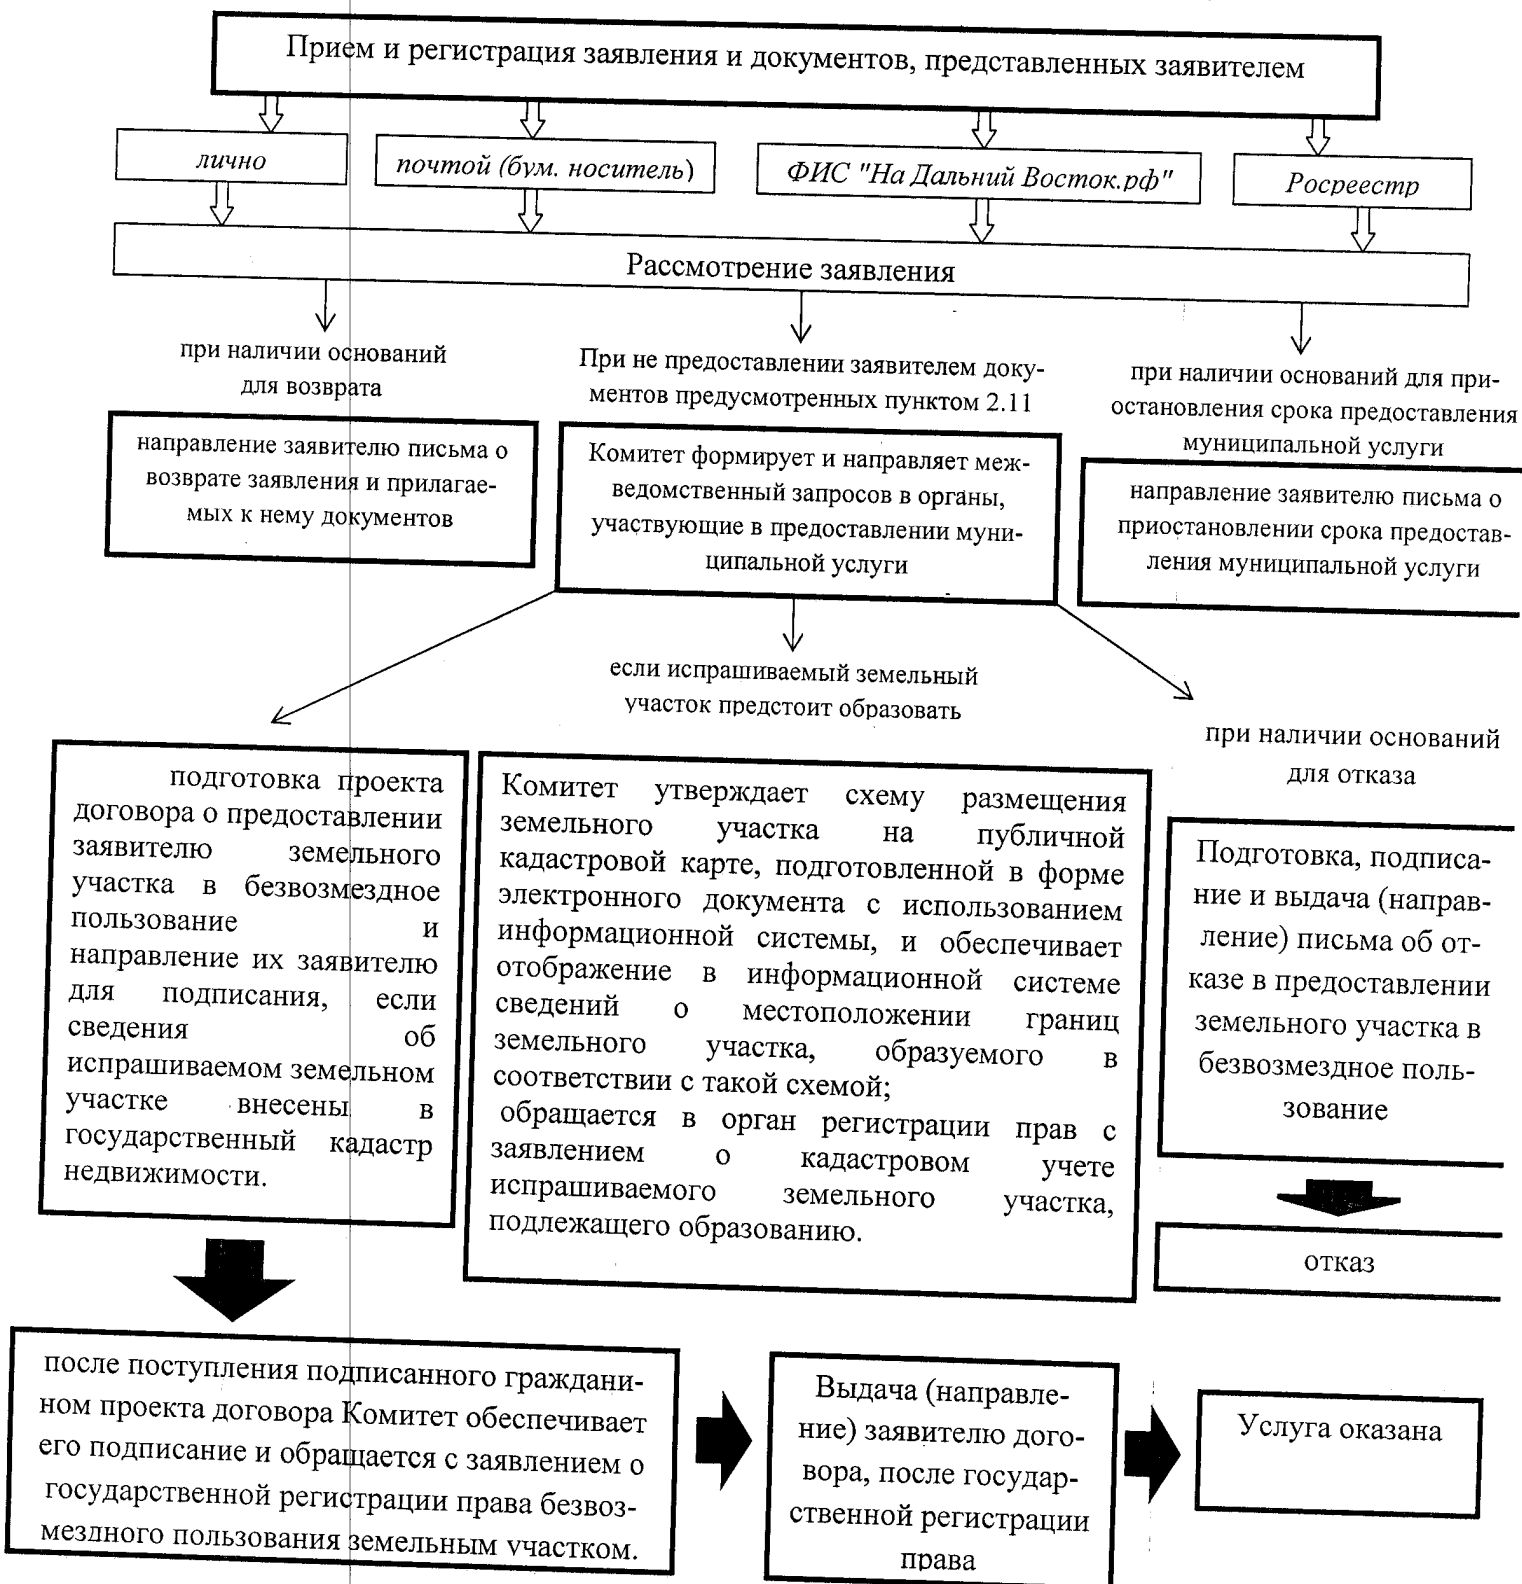 Прием и регистрация заявления и документов, представленных заявителем
лично
почтой (бум. носитель)
ФИС "На Дальний Восток.рф"
Росреестр
Рассмотрение заявления
при наличии оснований
для возврата
При не предоставлении заявителем доку-
ментов предусмотренных пунктом 2.11
при наличии оснований для при-
остановления срока предоставления
муниципальной услуги
направление заявителю письма о
возврате заявления и прилагае-
мых к нему документов
Комитет формирует и направляет меж-
ведомственный запросов в органы,
участвующие в предоставлении муни-
ципальной услуги
направление заявителю письма о
приостановлении срока предостав-
ления муниципальной услуги
если испрашиваемый земельный
участок предстоит образовать
при наличии оснований
для отказа
подготовка проекта
договора о предоставлении
заявителю земельного
участка в безвозмездное
пользование и
направление их заявителю
для подписания, если
сведения об
испрашиваемом земельном
участке внесены в
государственный кадастр
недвижимости.
Комитет утверждает схему размещения
земельного участка на публичной
кадастровой карте, подготовленной в форме
электронного документа с использованием
информационной системы, и обеспечивает
отображение в информационной системе
сведений о местоположении границ
земельного участка, образуемого в
соответствии с такой схемой;
обращается в орган регистрации прав с
заявлением о кадастровом учете
испрашиваемого земельного участка,
подлежащего образованию.
Подготовка, подписа-
ние и выдача (направ-
ление) письма об от-
казе в предоставлении
земельного участка в
безвозмездное поль-
зование
отказ
после поступления подписанного граждани-
ном проекта договора Комитет обеспечивает
его подписание и обращается с заявлением о
государственной регистрации права безвоз-
мездного пользования земельным участком.
Выдача (направле-
ние) заявителю дого-
вора, после государ-
ственной регистрации
права
Услуга оказана